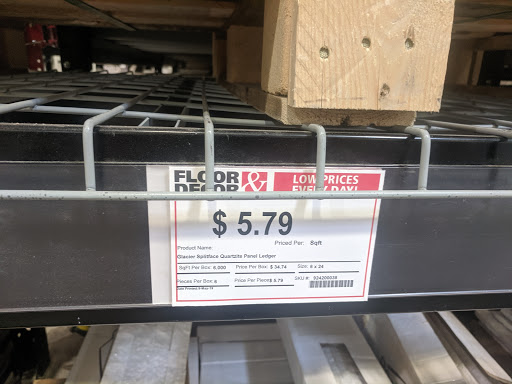 FLOOR & DECOR
LOW PRICES
EVERY DAY!
$ 5.79
Priced Per: Sqft
Product Name:
Glacier Splitface Quartzite Panel Ledger
SqFt Per Box: 6.000 Price Per Box: $ 34.74 Size: 6 x 24
Pieces Per Box: 6 Price Per Piece: $ 5.79 SKU #: 924200038